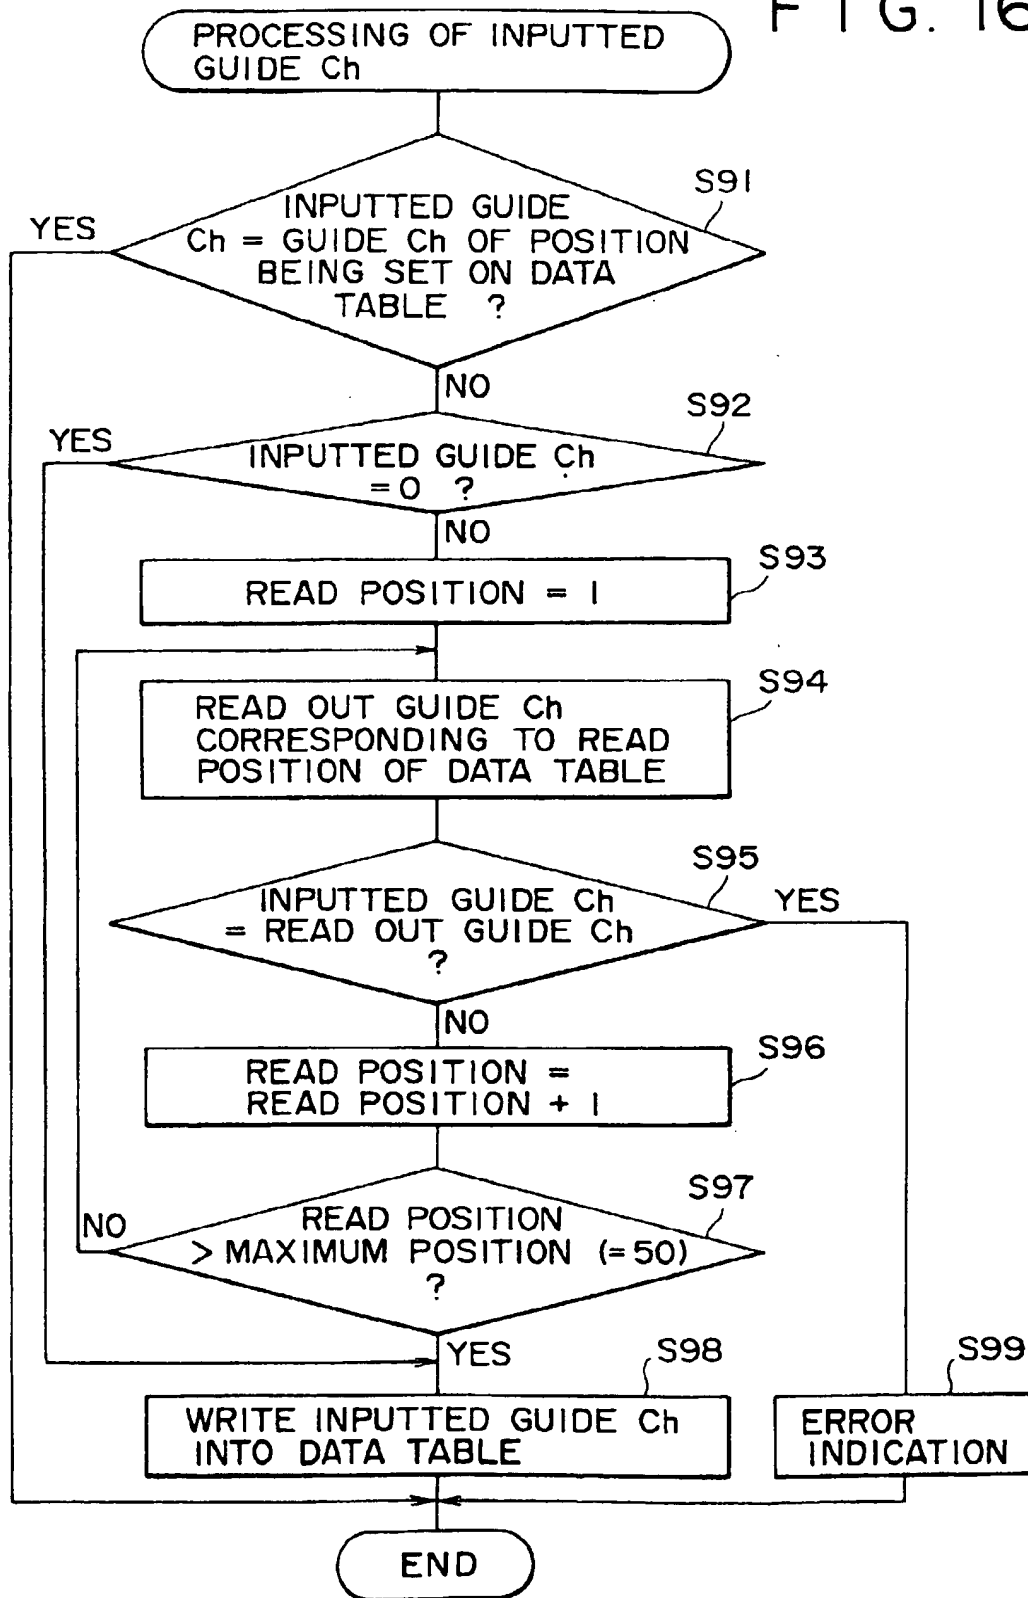 FIG. 16
PROCESSING OF INPUTTED
GUIDE Ch
S91
INPUTTED GUIDE
Ch = GUIDE Ch OF POSITION
BEING SET ON DATA
TABLE ?
YES
NO
S92
YES
INPUTTED GUIDE Ch
=0 ?
NO
S93
READ POSITION = 1
S94
READ OUT GUIDE Ch
CORRESPONDING TO READ
POSITION OF DATA TABLE
S95
INPUTTED GUIDE Ch
= READ OUT GUIDE Ch
?
YES
NO
S96
READ POSITION =
READ POSITION + 1
S97
NO
READ POSITION
> MAXIMUM POSITION (=50)
?
YES
S98
WRITE INPUTTED GUIDE Ch
INTO DATA TABLE
S99
ERROR
INDICATION
END